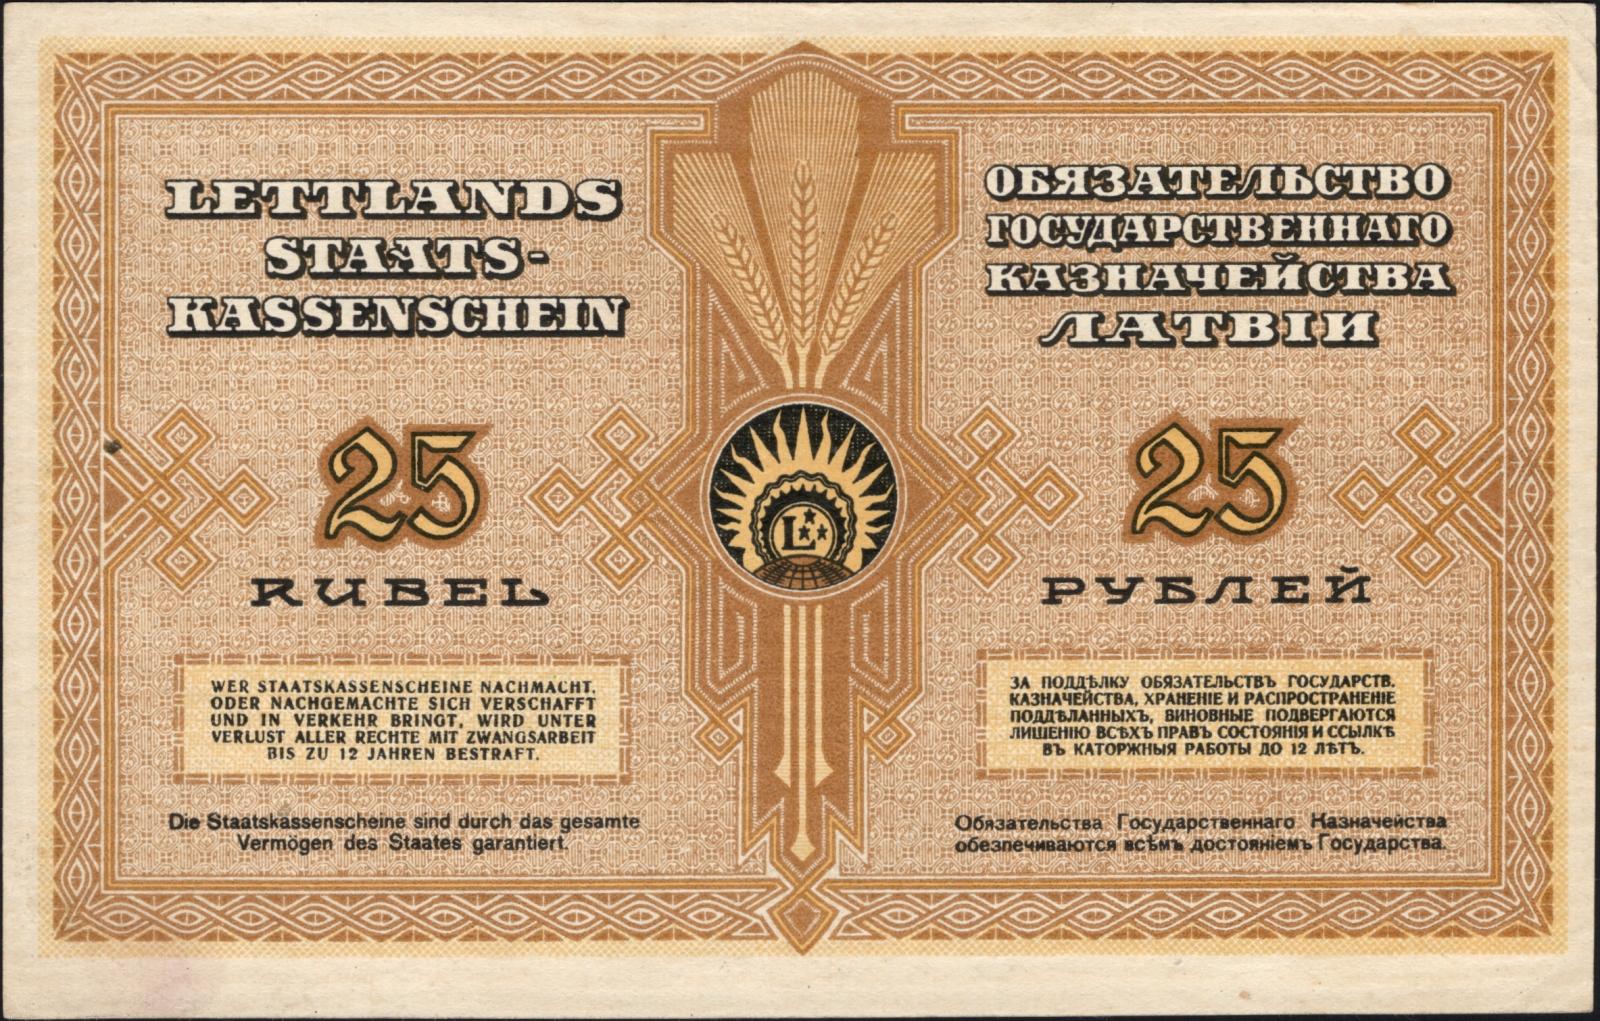 LETTLANDS
STAATS-
KASSENSCHEIN
25
RUBEL
WER STAATSKASSENSCHEINE NACHMACHT,
ODER NACHGEMACHTE SICH VERSCHAFFT
UND IN VERKEHR BRINGT, WIRD UNTER
VERLUST ALLER RECHTE MIT ZWANGSARBEIT
BIS ZU 12 JAHREN BESTRAFT.
Die Staatskassenscheine sind durch das gesamte
Vermögen des Staates garantiert.
L
ОБЯЗАТЕЛЬСТВО
ГОСУДАРСТВЕННАГО
КАЗНАЧЕЙСТВА
ЛАТВІИ
25
РУБЛЕЙ
ЗА ПОДДѢЛКУ ОБЯЗАТЕЛЬСТВЪ ГОСУДАРСТВ.
КАЗНАЧЕЙСТВА, ХРАНЕНІЕ И РАСПРОСТРАНЕНІЕ
ПОДДѢЛАННЫХЪ, ВИНОВНЫЕ ПОДВЕРГАЮТСЯ
ЛИШЕНІЮ ВСѢХЪ ПРАВЪ СОСТОЯНІЯ И ССЫЛКѢ
ВЪ КАТОРЖНЫЯ РАБОТЫ ДО 12 ЛѢТЪ.
Обязательства Государственнаго Казначейства
обезпечиваются всѣмъ достояніемъ Государства.